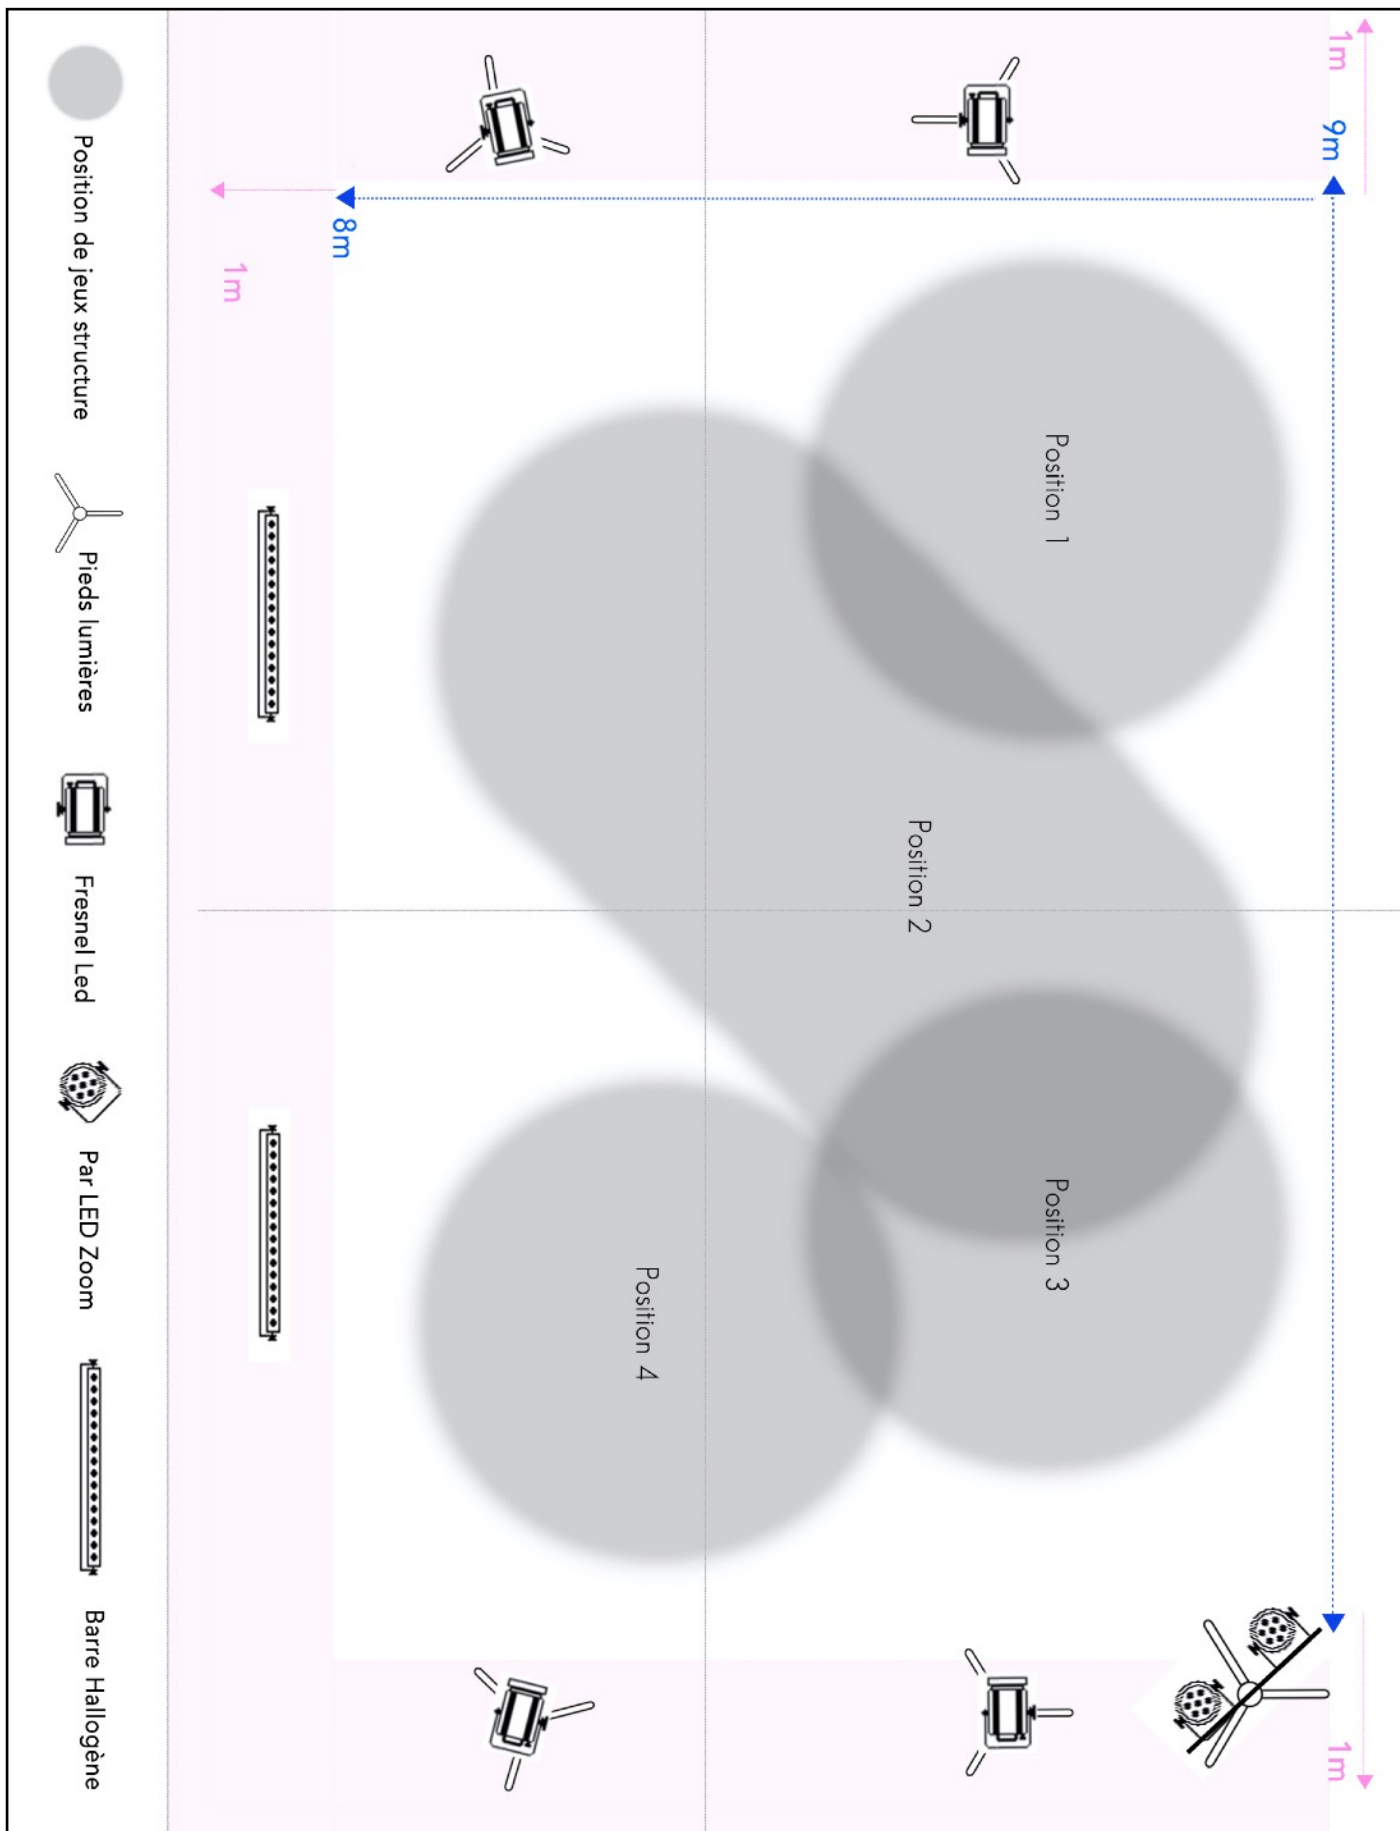 1m
9m
1m
8m
1m
Position 1
Position 2
Position 3
Position 4
Position de jeux structure
Pieds lumières
Fresnel Led
Par LED Zoom
Barre Hallogène